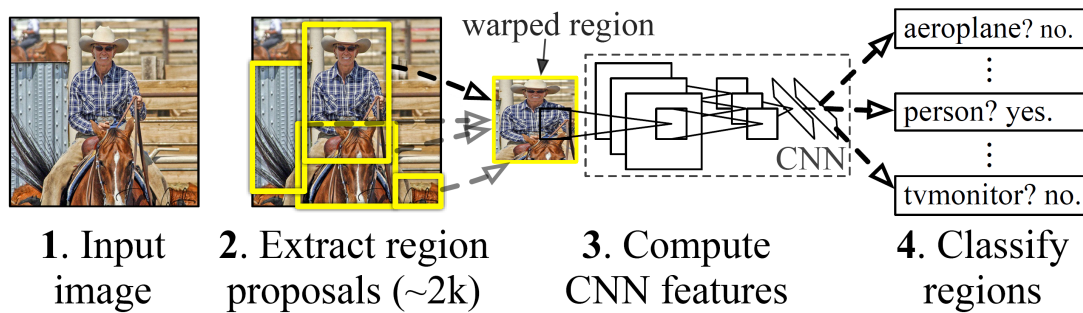 warped region
aeroplane? no.
person? yes.
CNN
tvmonitor? no.
1. Input
image
2. Extract region
proposals (~2k)
3. Compute
CNN features
4. Classify
regions